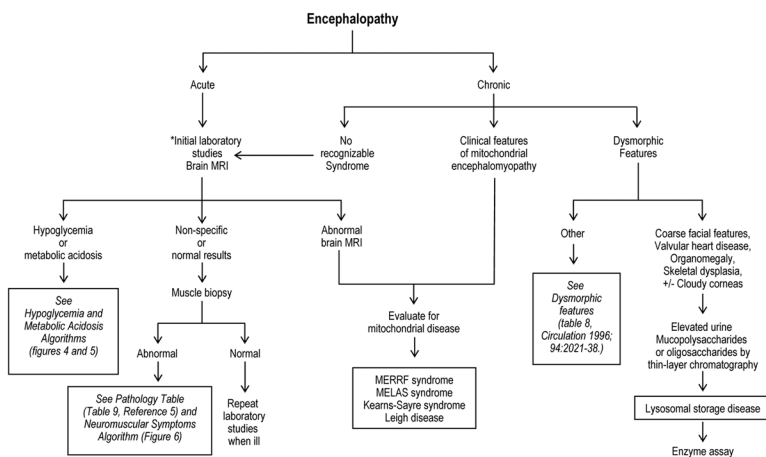 Encephalopathy
Acute
Chronic
*Initial laboratory
studies
Brain MRI
No
recognizable
Syndrome
Clinical features
of mitochondrial
encephalomyopathy
Dysmorphic
Features
Hypoglycemia
or
metabolic acidosis
Non-specific
or
normal results
Abnormal
brain MRI
Other
Coarse facial features,
Valvular heart disease,
Organomegaly,
Skeletal dysplasia,
+/- Cloudy corneas
See
Hypoglycemia and
Metabolic Acidosis
Algorithms
(figures 4 and 5)
Muscle biopsy
Evaluate for
mitochondrial disease
See
Dysmorphic
features
(table 8,
Circulation 1996;
94:2021-38.)
Elevated urine
Mucopolysaccharides
or oligosaccharides by
thin-layer chromatography
Abnormal
Normal
MERRF syndrome
MELAS syndrome
Kearns-Sayre syndrome
Leigh disease
See Pathology Table
(Table 9, Reference 5) and
Neuromuscular Symptoms
Algorithm (Figure 6)
Repeat
laboratory
studies
when ill
Lysosomal storage disease
Enzyme assay